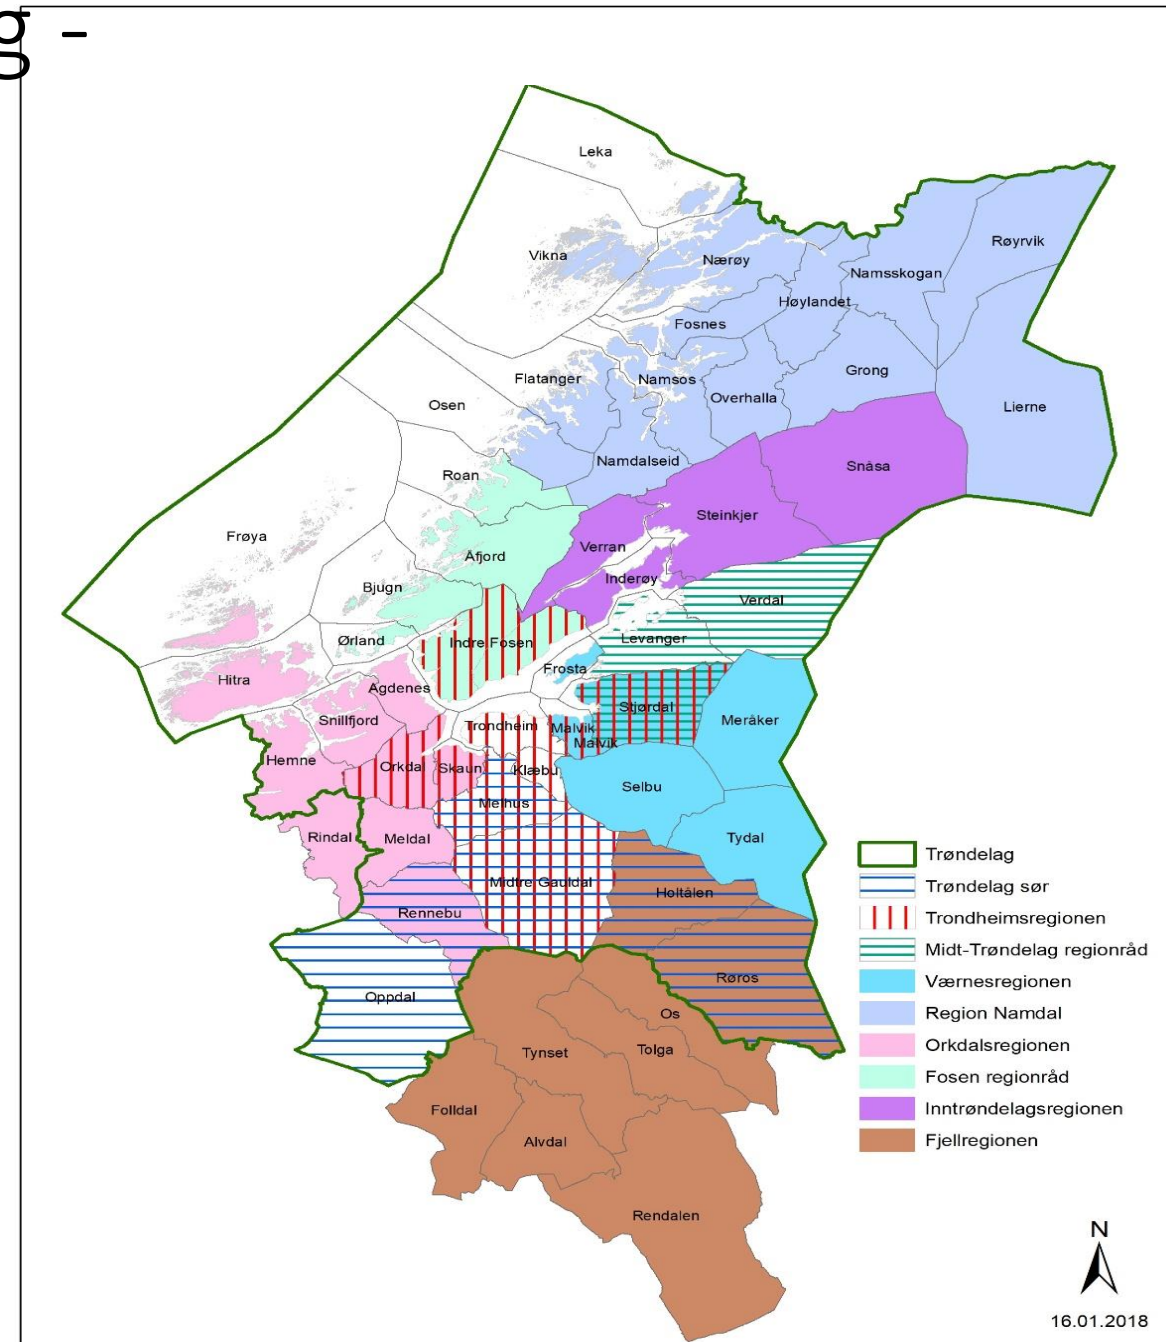 g -
Leka
Røyrvik
Vikna
Nærøy
Namsskogan
Høylandet
Fosnes
Grong
Flatanger
Namsos
Overhalla
Osen
Lierne
Namdalseid
Snåsa
Roan
Steinkjer
Frøya
Verran
Åfjord
Inderøy
Bjugn
Verdal
Ørland
Indre Fosen
Levanger
Frosta
Hitra
Agdenes
Stjørdal
Snillfjord
Trondheim
Malvik
Meråker
Malvik
Hemne
Orkdal
Skaun
Klæbu
Selbu
Melhus
Rindal
Meldal
Tydal
Midtre Gauldal
Holtålen
Rennebu
Røros
Oppdal
Os
Tynset
Tolga
Folldal
Alvdal
Rendalen
Trøndelag
Trøndelag sør
Trondheimsregionen
Midt-Trøndelag regionråd
Værnesregionen
Region Namdal
Orkdalsregionen
Fosen regionråd
Inntrøndelagsregionen
Fjellregionen
N
16.01.2018